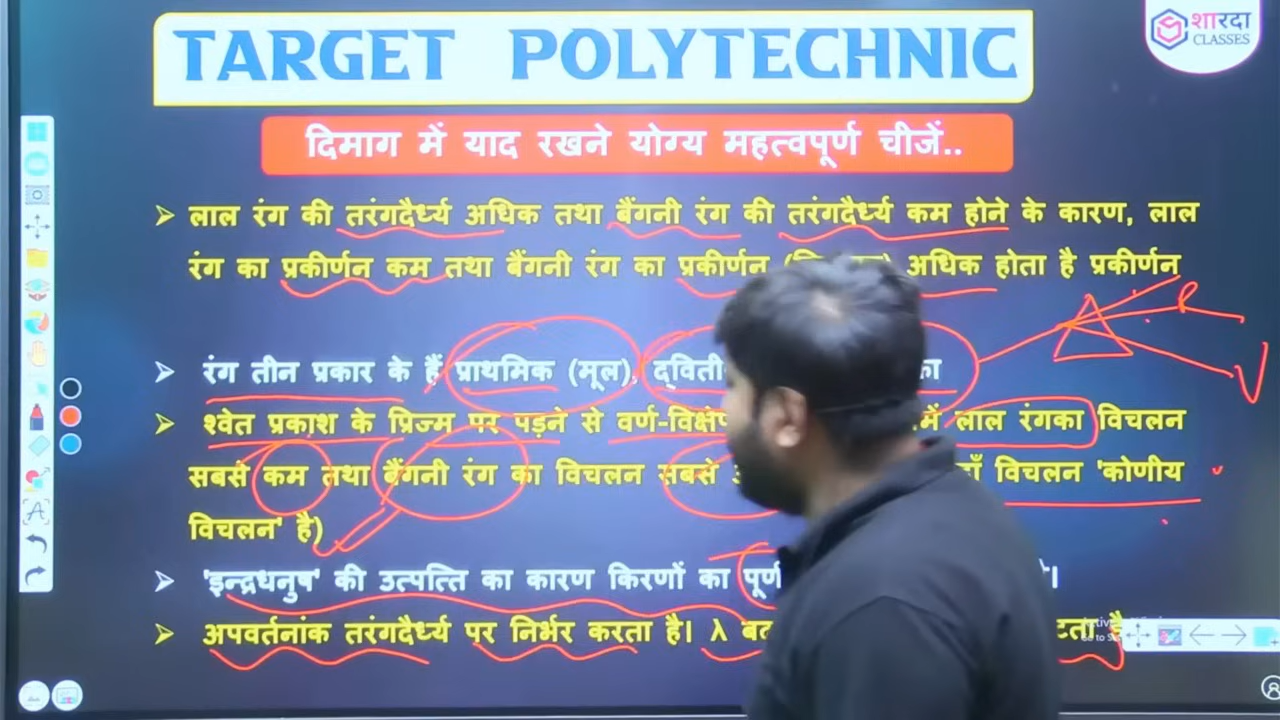 TARGET POLYTECHNIC
शारदा
CLASSES
दिमाग में याद रखने योग्य महत्वपूर्ण चीजें..
➢ लाल रंग की तरंगदैर्ध्य अधिक तथा बैंगनी रंग की तरंगदैर्ध्य कम होने के कारण, लाल
रंग का प्रकीर्णन कम तथा बैंगनी रंग का प्रकीर्णन अधिक होता है प्रकीर्णन
R
➢ रंग तीन प्रकार के हैं प्राथमिक (मूल),
V
➢ श्वेत प्रकाश के प्रिज्म पर पड़ने से में लाल रंगका विचलन
सबसे कम तथा बैंगनी रंग का विचलन सबसे विचलन 'कोणीय
विचलन' है)
➢ 'इन्द्रधनुष' की उत्पत्ति का कारण किरणों का
➢ अपवर्तनांक तरंगदैर्ध्य पर निर्भर करता है। λ